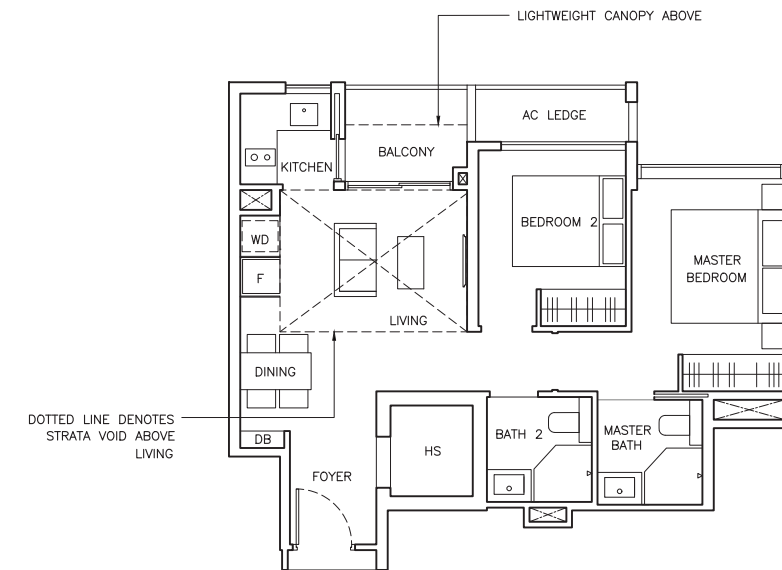 LIGHTWEIGHT CANOPY ABOVE
AC LEDGE
BALCONY
KITCHEN
BEDROOM 2
WD
MASTER
BEDROOM
F
LIVING
DINING
DOTTED LINE DENOTES
STRATA VOID ABOVE
LIVING
DB
BATH 2
MASTER
BATH
HS
FOYER